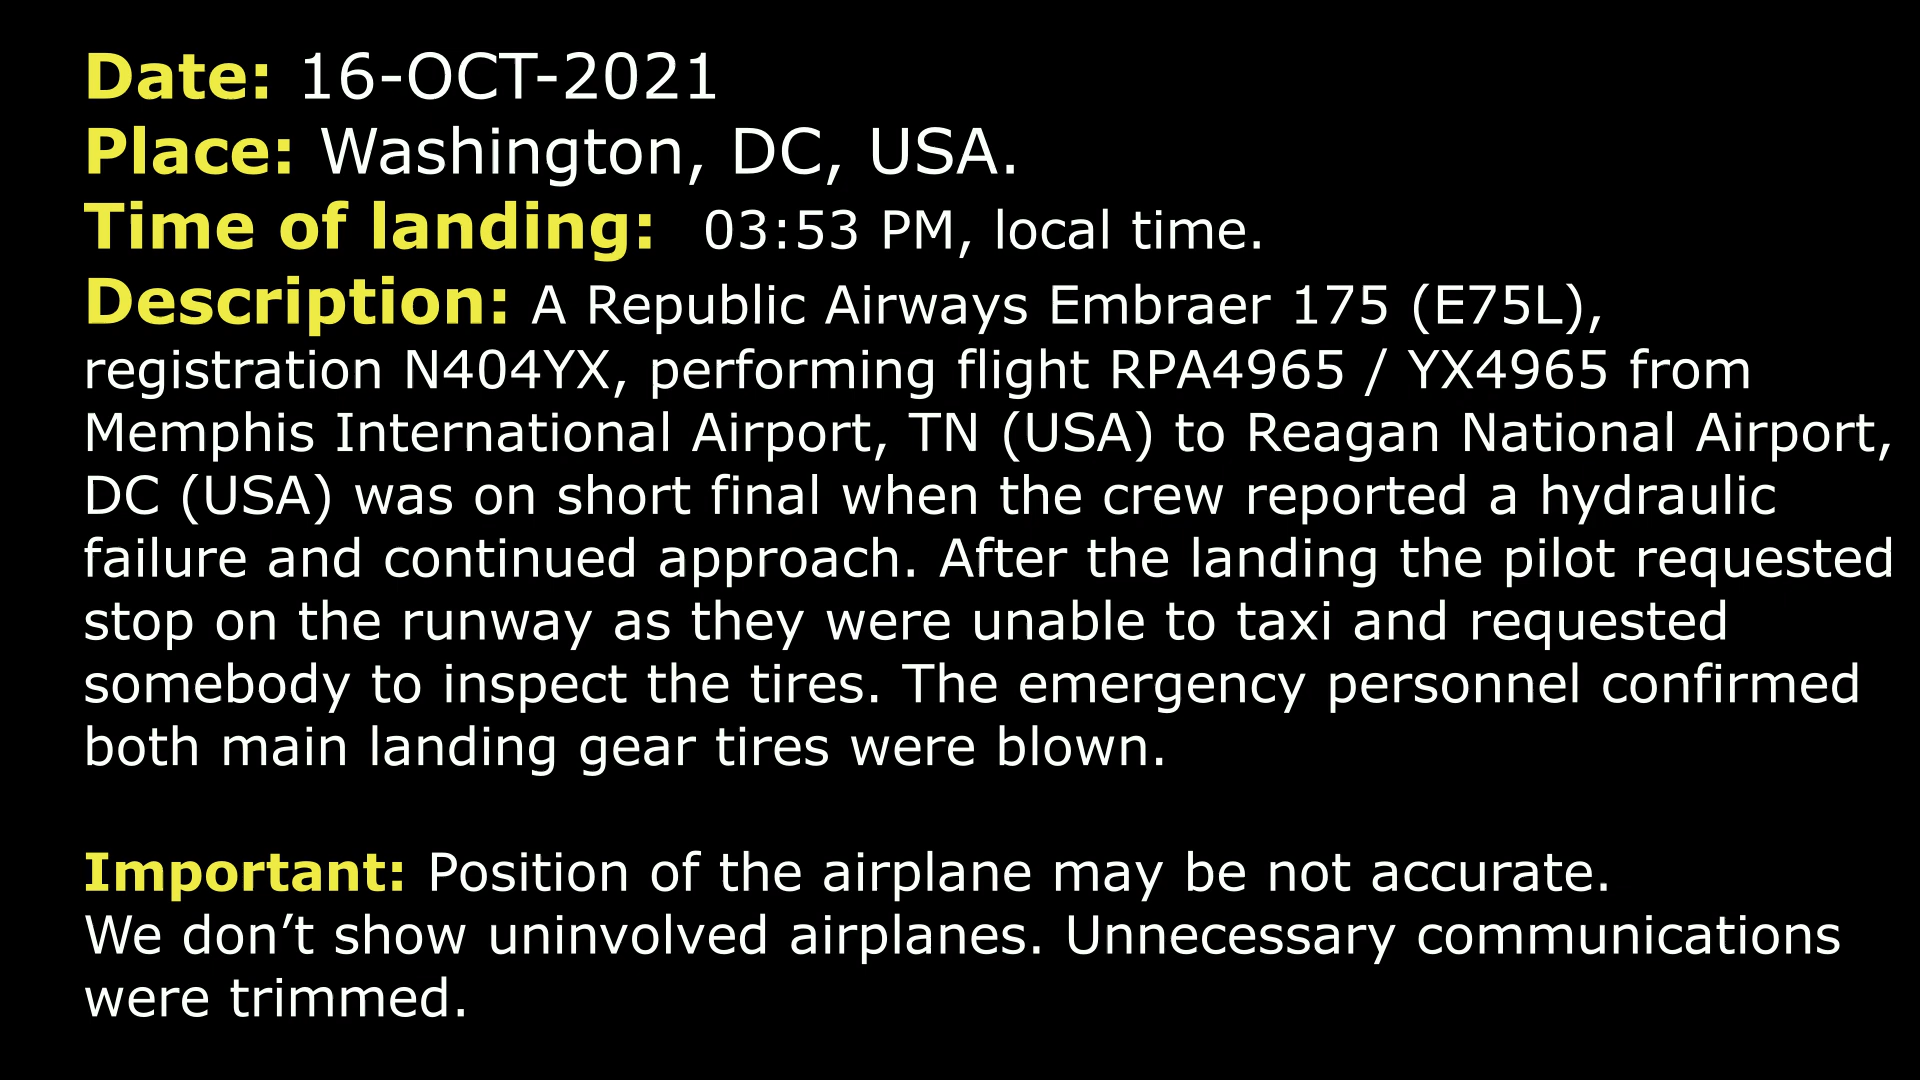 Date: 16-OCT-2021
Place: Washington, DC, USA.
Time of landing: 03:53 PM, local time.
Description: A Republic Airways Embraer 175 (E75L),
registration N404YX, performing flight RPA4965 / YX4965 from
Memphis International Airport, TN (USA) to Reagan National Airport,
DC (USA) was on short final when the crew reported a hydraulic
failure and continued approach. After the landing the pilot requested
stop on the runway as they were unable to taxi and requested
somebody to inspect the tires. The emergency personnel confirmed
both main landing gear tires were blown.
Important: Position of the airplane may be not accurate.
We don’t show uninvolved airplanes. Unnecessary communications
were trimmed.